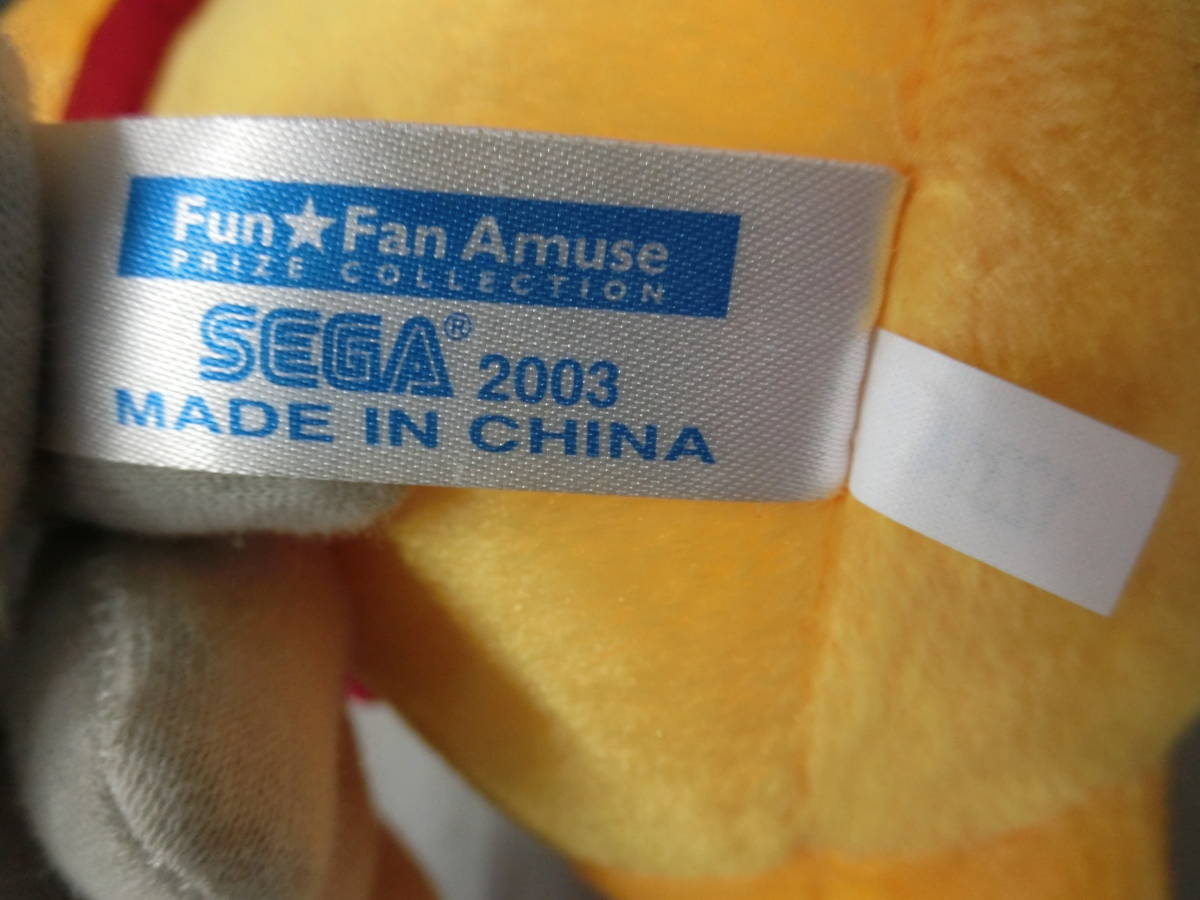 Fun★Fan Amuse
PRIZE COLLECTION
SEGA® 2003
MADE IN CHINA